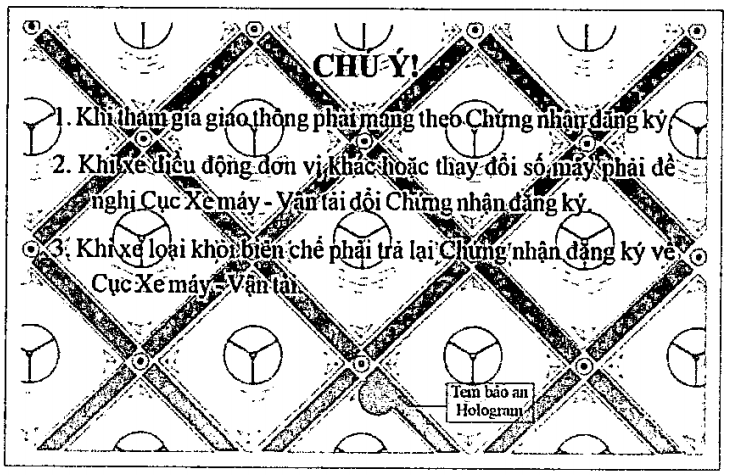 CHÚ Ý!
1. Khi tham gia giao thông phải mang theo Chứng nhận đăng ký
2. Khi xe điều động đơn vị khác hoặc thay đổi số máy phải đề
nghị Cục Xe máy - Vận tải đổi Chứng nhận đăng ký.
3. Khi xe loại khỏi biên chế phải trả lại Chứng nhận đăng ký về
Cục Xe máy - Vận tải.
Tem bảo an
Hologram